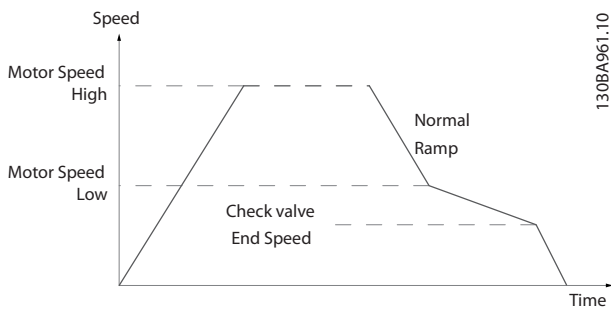 Speed
130BA961.10
Motor Speed
High
Normal
Ramp
Motor Speed
Low
Check valve
End Speed
Time